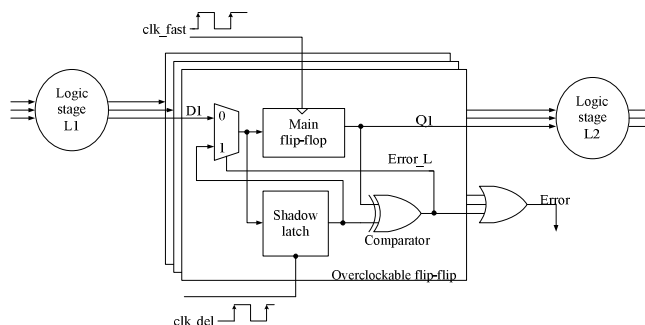 clk_fast
Logic
stage
L1
D1
0
1
Main
flip-flop
Q1
Logic
stage
L2
Error_L
Shadow
latch
Comparator
Error
Overclockable flip-flip
clk_del